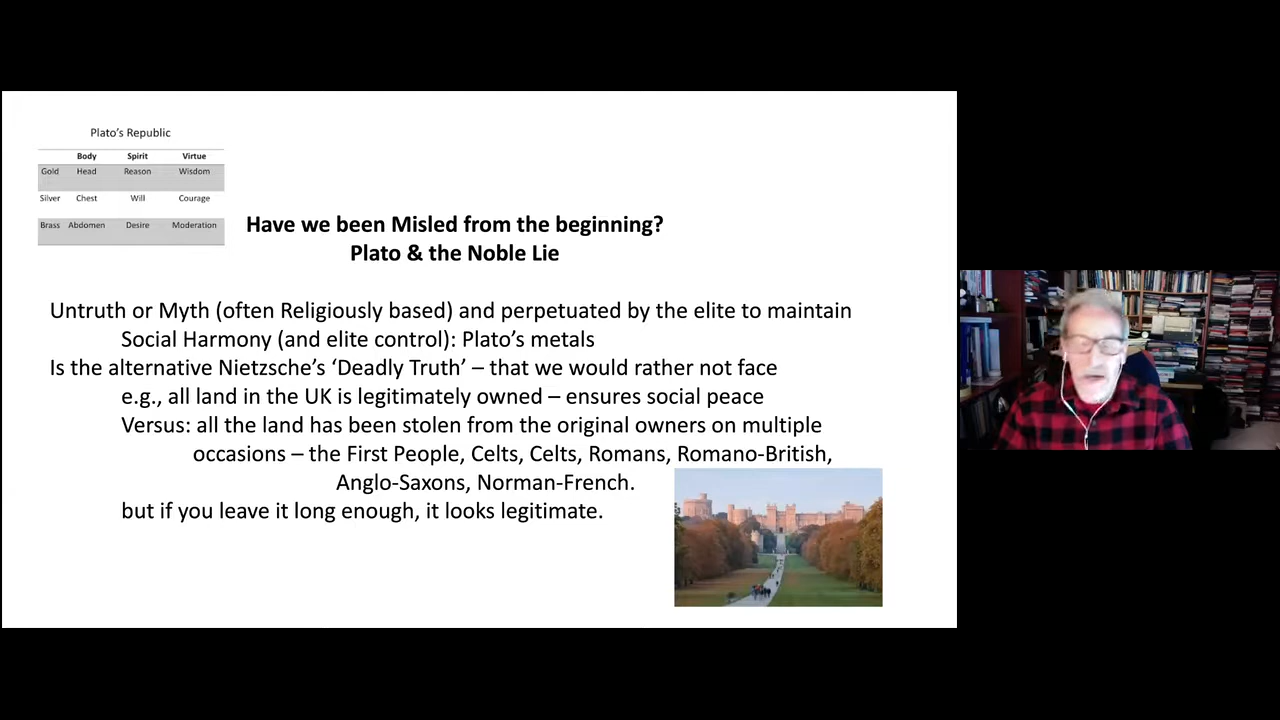 Plato's Republic
Body Spirit Virtue
Gold Head Reason Wisdom
Silver Chest Will Courage
Brass Abdomen Desire Moderation
Have we been Misled from the beginning?
Plato & the Noble Lie
Untruth or Myth (often Religiously based) and perpetuated by the elite to maintain
Social Harmony (and elite control): Plato's metals
Is the alternative Nietzsche's ‘Deadly Truth’ – that we would rather not face
e.g., all land in the UK is legitimately owned – ensures social peace
Versus: all the land has been stolen from the original owners on multiple
occasions – the First People, Celts, Celts, Romans, Romano-British,
Anglo-Saxons, Norman-French.
but if you leave it long enough, it looks legitimate.